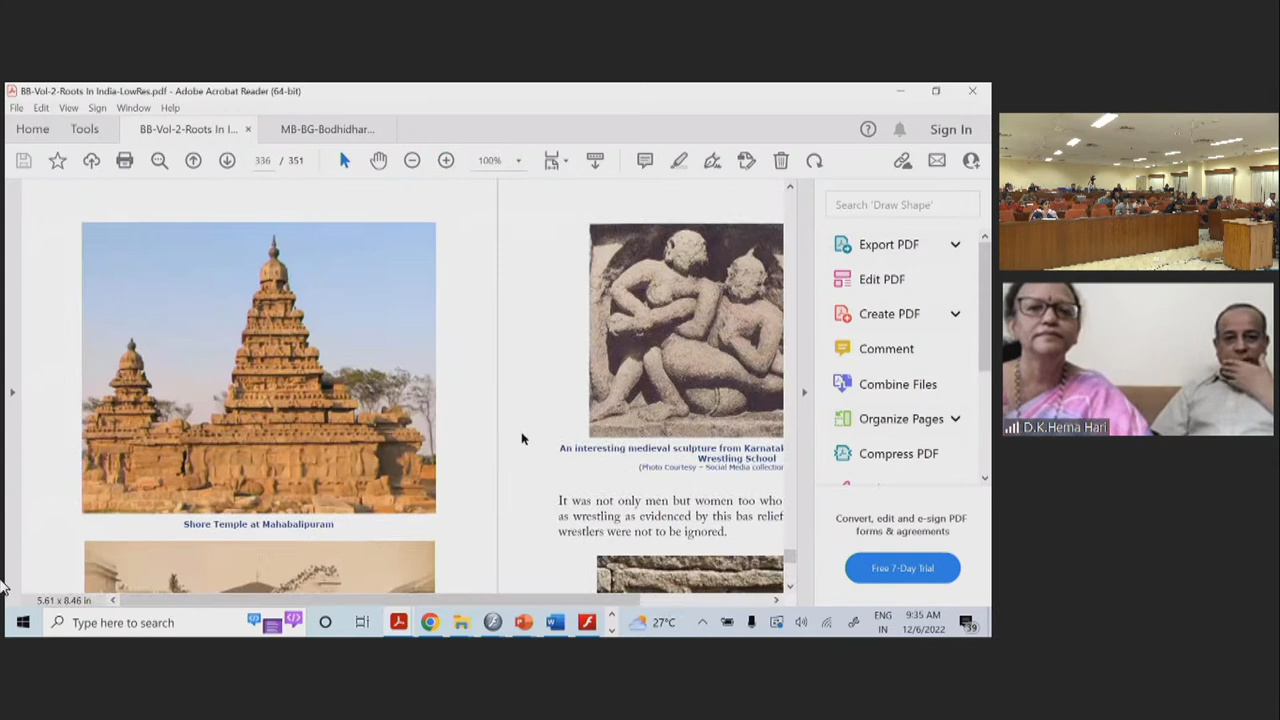 BB-Vol-2-Roots In India-LowRes.pdf - Adobe Acrobat Reader (64-bit)
File Edit View Sign Window Help
Home Tools BB-Vol-2-Roots In I... × MB-BG-Bodhidhar... Sign In
336 / 351 100%
Search 'Draw Shape'
Export PDF
Edit PDF
Create PDF
Comment
Combine Files
Organize Pages
Compress PDF
Convert, edit and e-sign PDF
forms & agreements
Free 7-Day Trial
Shore Temple at Mahabalipuram
An interesting medieval sculpture from Karnatak
Wrestling School
(Photo Courtesy – Social Media collection
It was not only men but women too who
as wrestling as evidenced by this bas relief
wrestlers were not to be ignored.
5.61 x 8.46 in
Type here to search
27°C
ENG
IN
9:35 AM
12/6/2022
39
D.K.Hema Hari